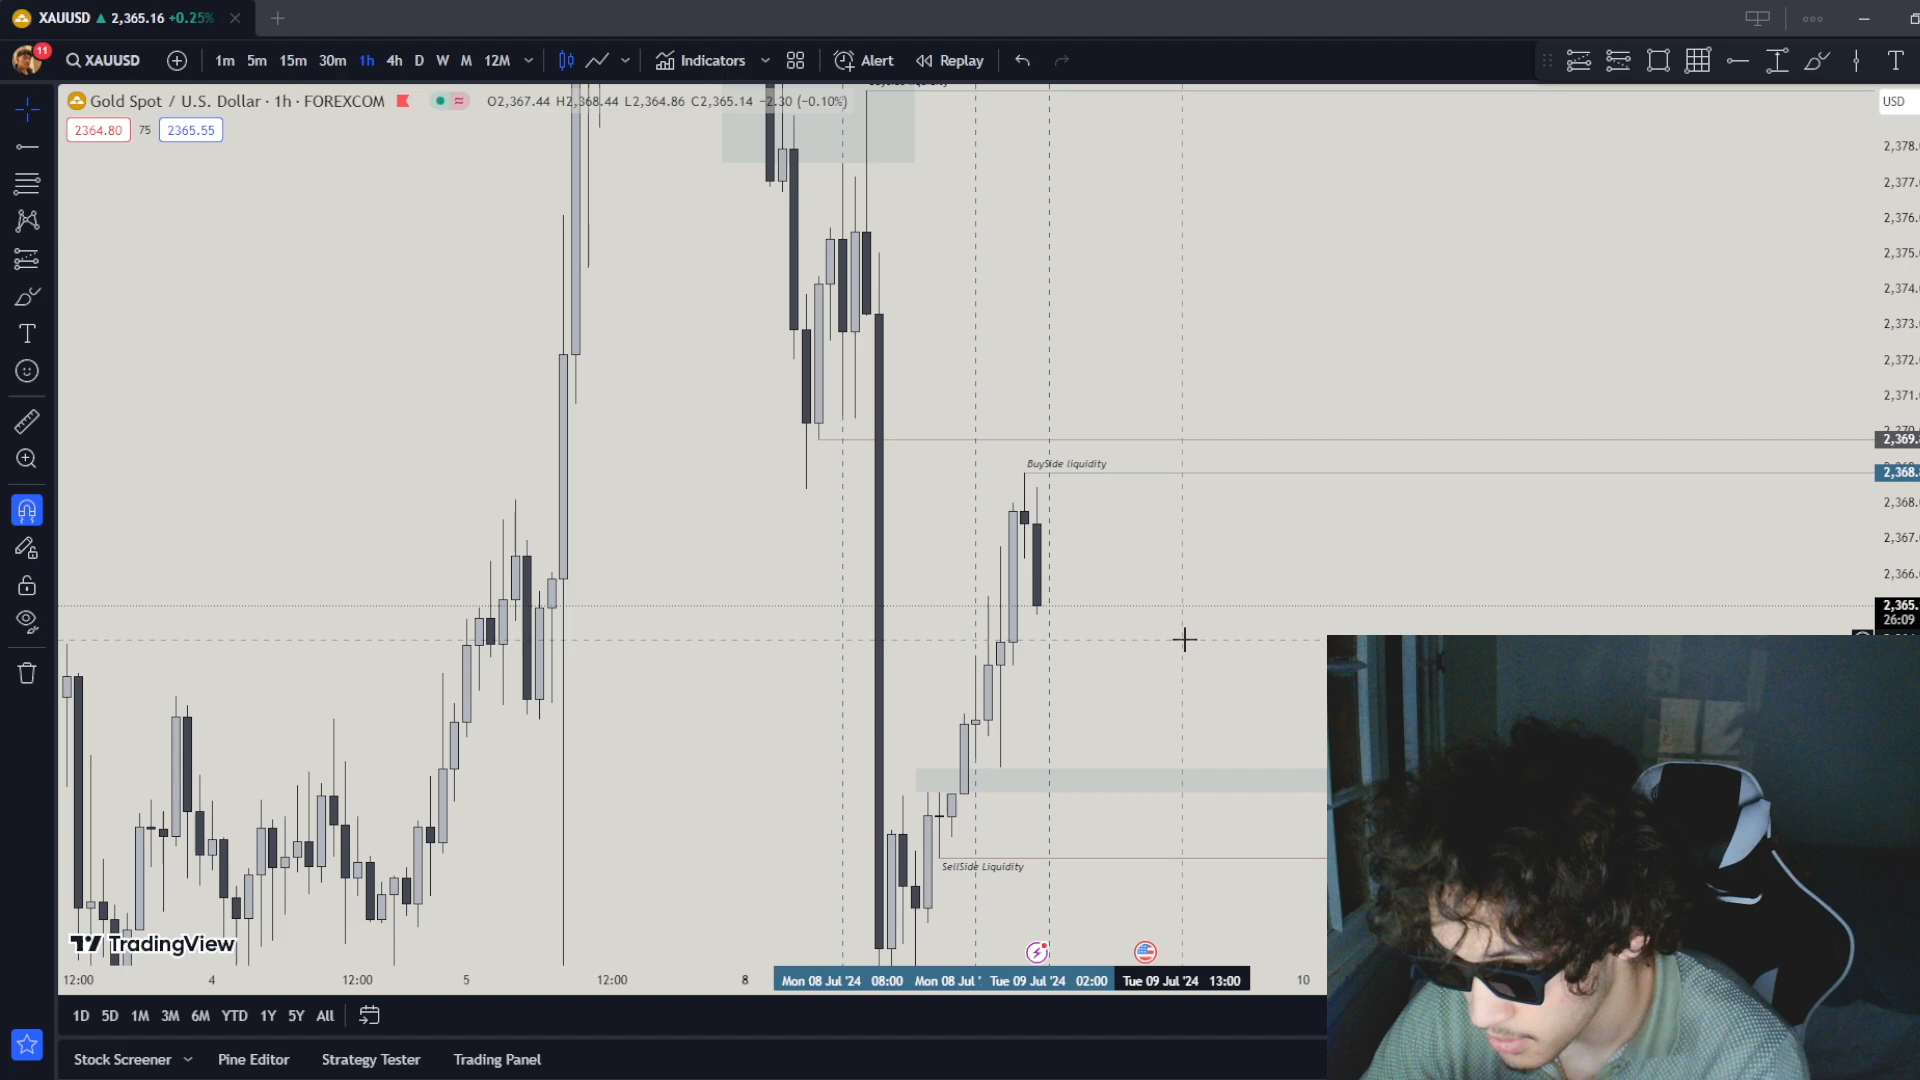 XAUUSD ▲ 2,365.16 +0.25%
11
XAUUSD
1m 5m 15m 30m 1h 4h D W M 12M
Indicators
Alert
Replay
Gold Spot / U.S. Dollar · 1h · FOREXCOM
O2,367.44 H2,368.44 L2,364.86 C2,365.14 −2.30 (−0.10%)
USD
2364.80 75 2365.55
2,378.
2,377.
2,376.
2,375.
2,374.
2,373.
2,372.
2,371.
2,369.
BuySide liquidity
2,368.
2,368.
2,367.
2,366.
2,365.
26:09
SellSide Liquidity
TradingView
12:00 4 12:00 5 12:00 8
Mon 08 Jul '24 08:00
Mon 08 Jul '
Tue 09 Jul '24 02:00
Tue 09 Jul '24 13:00
10
1D 5D 1M 3M 6M YTD 1Y 5Y All
Stock Screener Pine Editor Strategy Tester Trading Panel